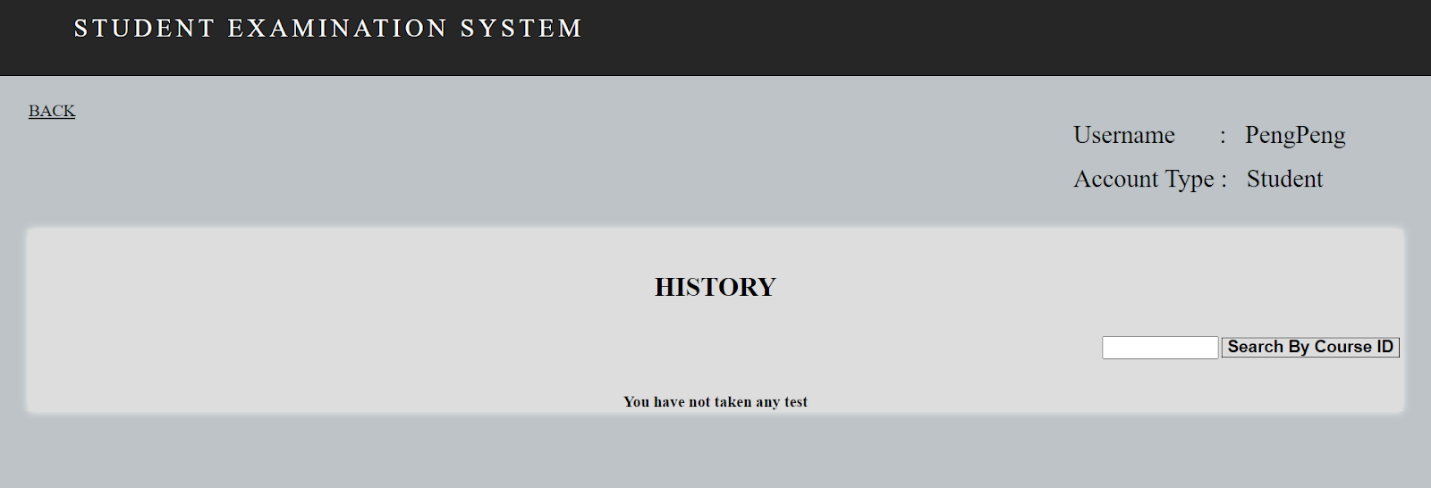 STUDENT EXAMINATION SYSTEM
BACK
Username : PengPeng
Account Type : Student
HISTORY
Search By Course ID
You have not taken any test